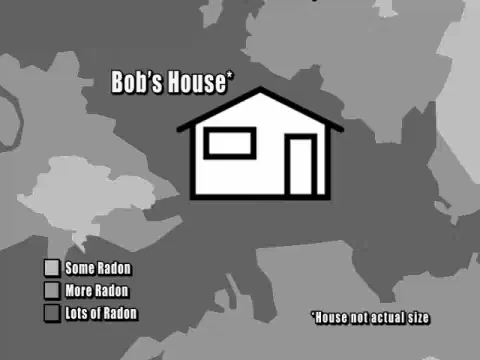 Bob's House*
Some Radon
More Radon
Lots of Radon
*House not actual size